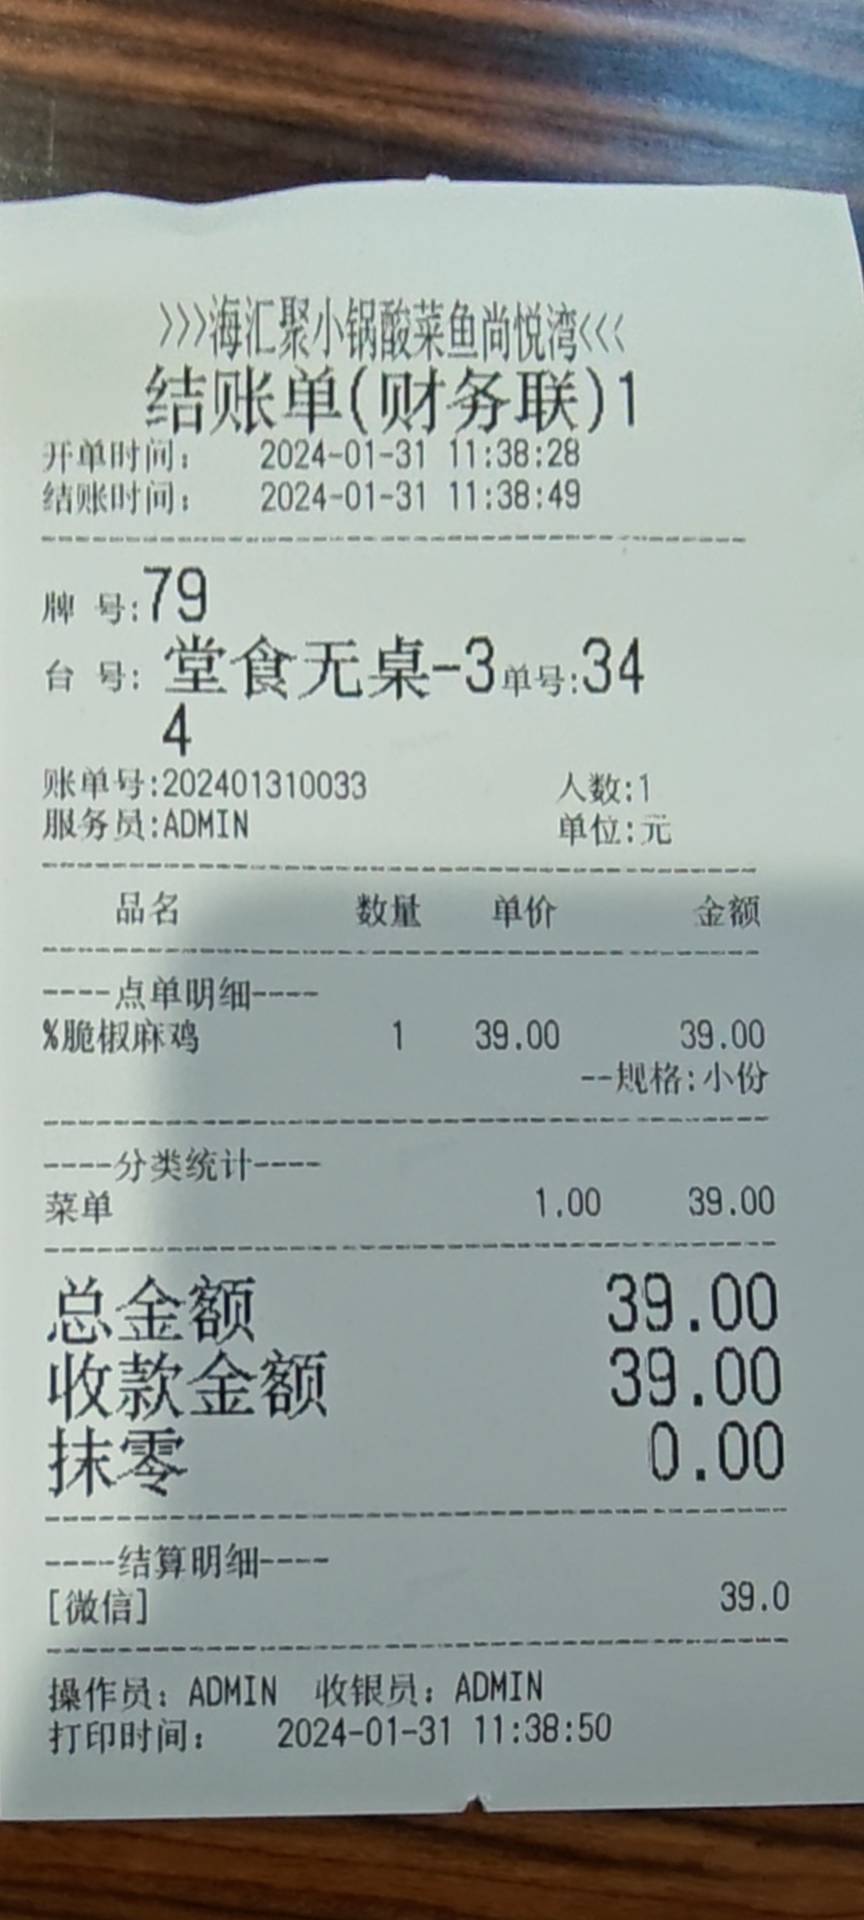 >>>海汇聚小锅酸菜鱼尚悦湾<<<
结账单(财务联)1
开单时间: 2024-01-31 11:38:28
结账时间: 2024-01-31 11:38:49
牌 号:79
台 号: 堂食无桌-3单号:34
4
账单号:202401310033 人数:1
服务员:ADMIN 单位:元
品名 数量 单价 金额
----点单明细----
%脆椒麻鸡 1 39.00 39.00
--规格:小份
----分类统计----
菜单 1.00 39.00
总金额 39.00
收款金额 39.00
抹零 0.00
----结算明细----
[微信] 39.0
操作员: ADMIN 收银员: ADMIN
打印时间: 2024-01-31 11:38:50